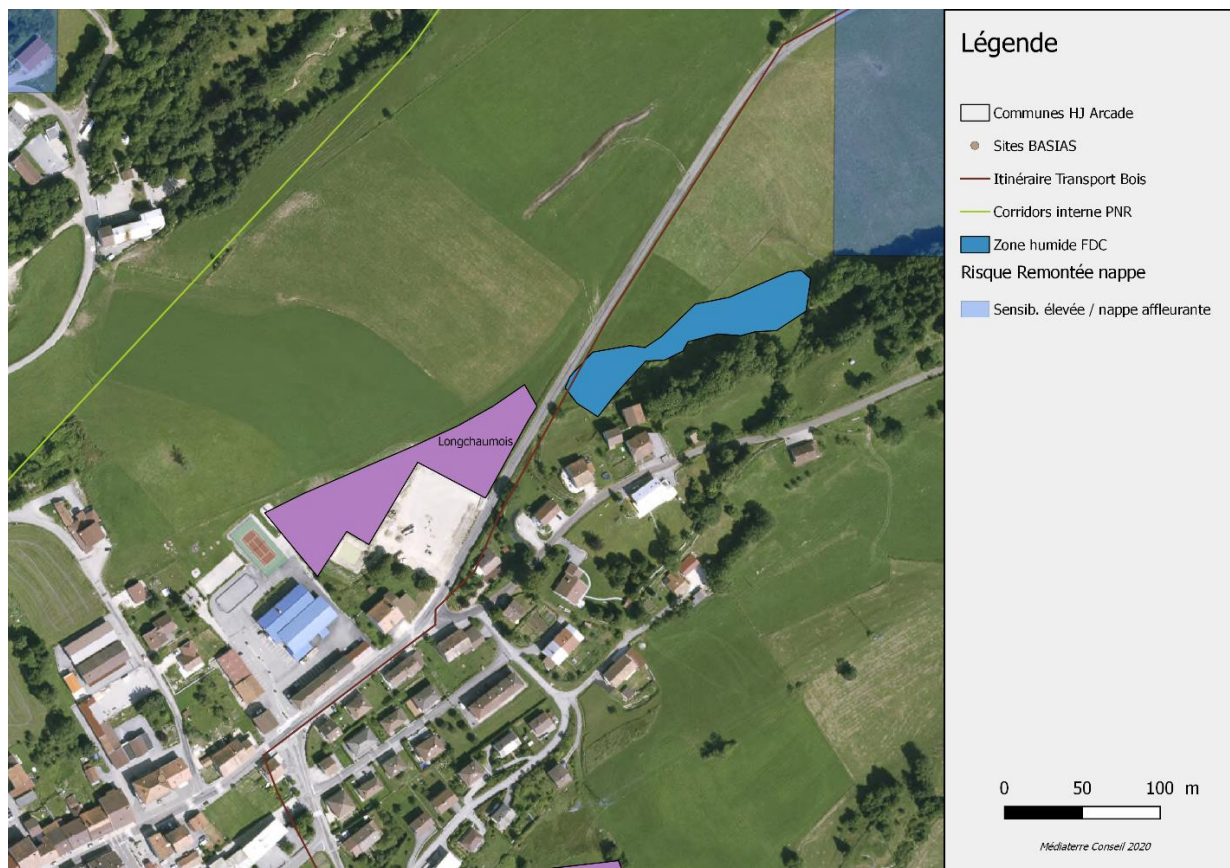 Légende
Communes HJ Arcade
Sites BASIAS
Itinéraire Transport Bois
Corridors interne PNR
Zone humide FDC
Risque Remontée nappe
Sensib. élevée / nappe affleurante
Longchaumois
0 50 100 m
Médiaterre Conseil 2020